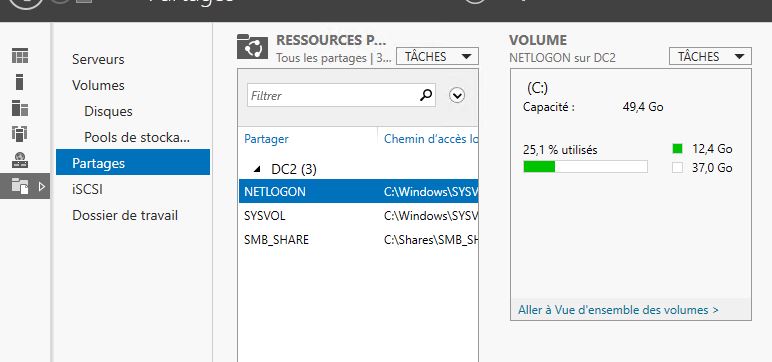 Partages
Serveurs
Volumes
Disques
Pools de stocka...
Partages
iSCSI
Dossier de travail
RESSOURCES P...
Tous les partages | 3...
TÂCHES
Filtrer
Partager
Chemin d'accès lo
DC2 (3)
NETLOGON
C:\Windows\SYSV
SYSVOL
C:\Windows\SYSV
SMB_SHARE
C:\Shares\SMB_SH
VOLUME
NETLOGON sur DC2
TÂCHES
(C:)
Capacité :
49,4 Go
25,1 % utilisés
12,4 Go
37,0 Go
Aller à Vue d'ensemble des volumes >